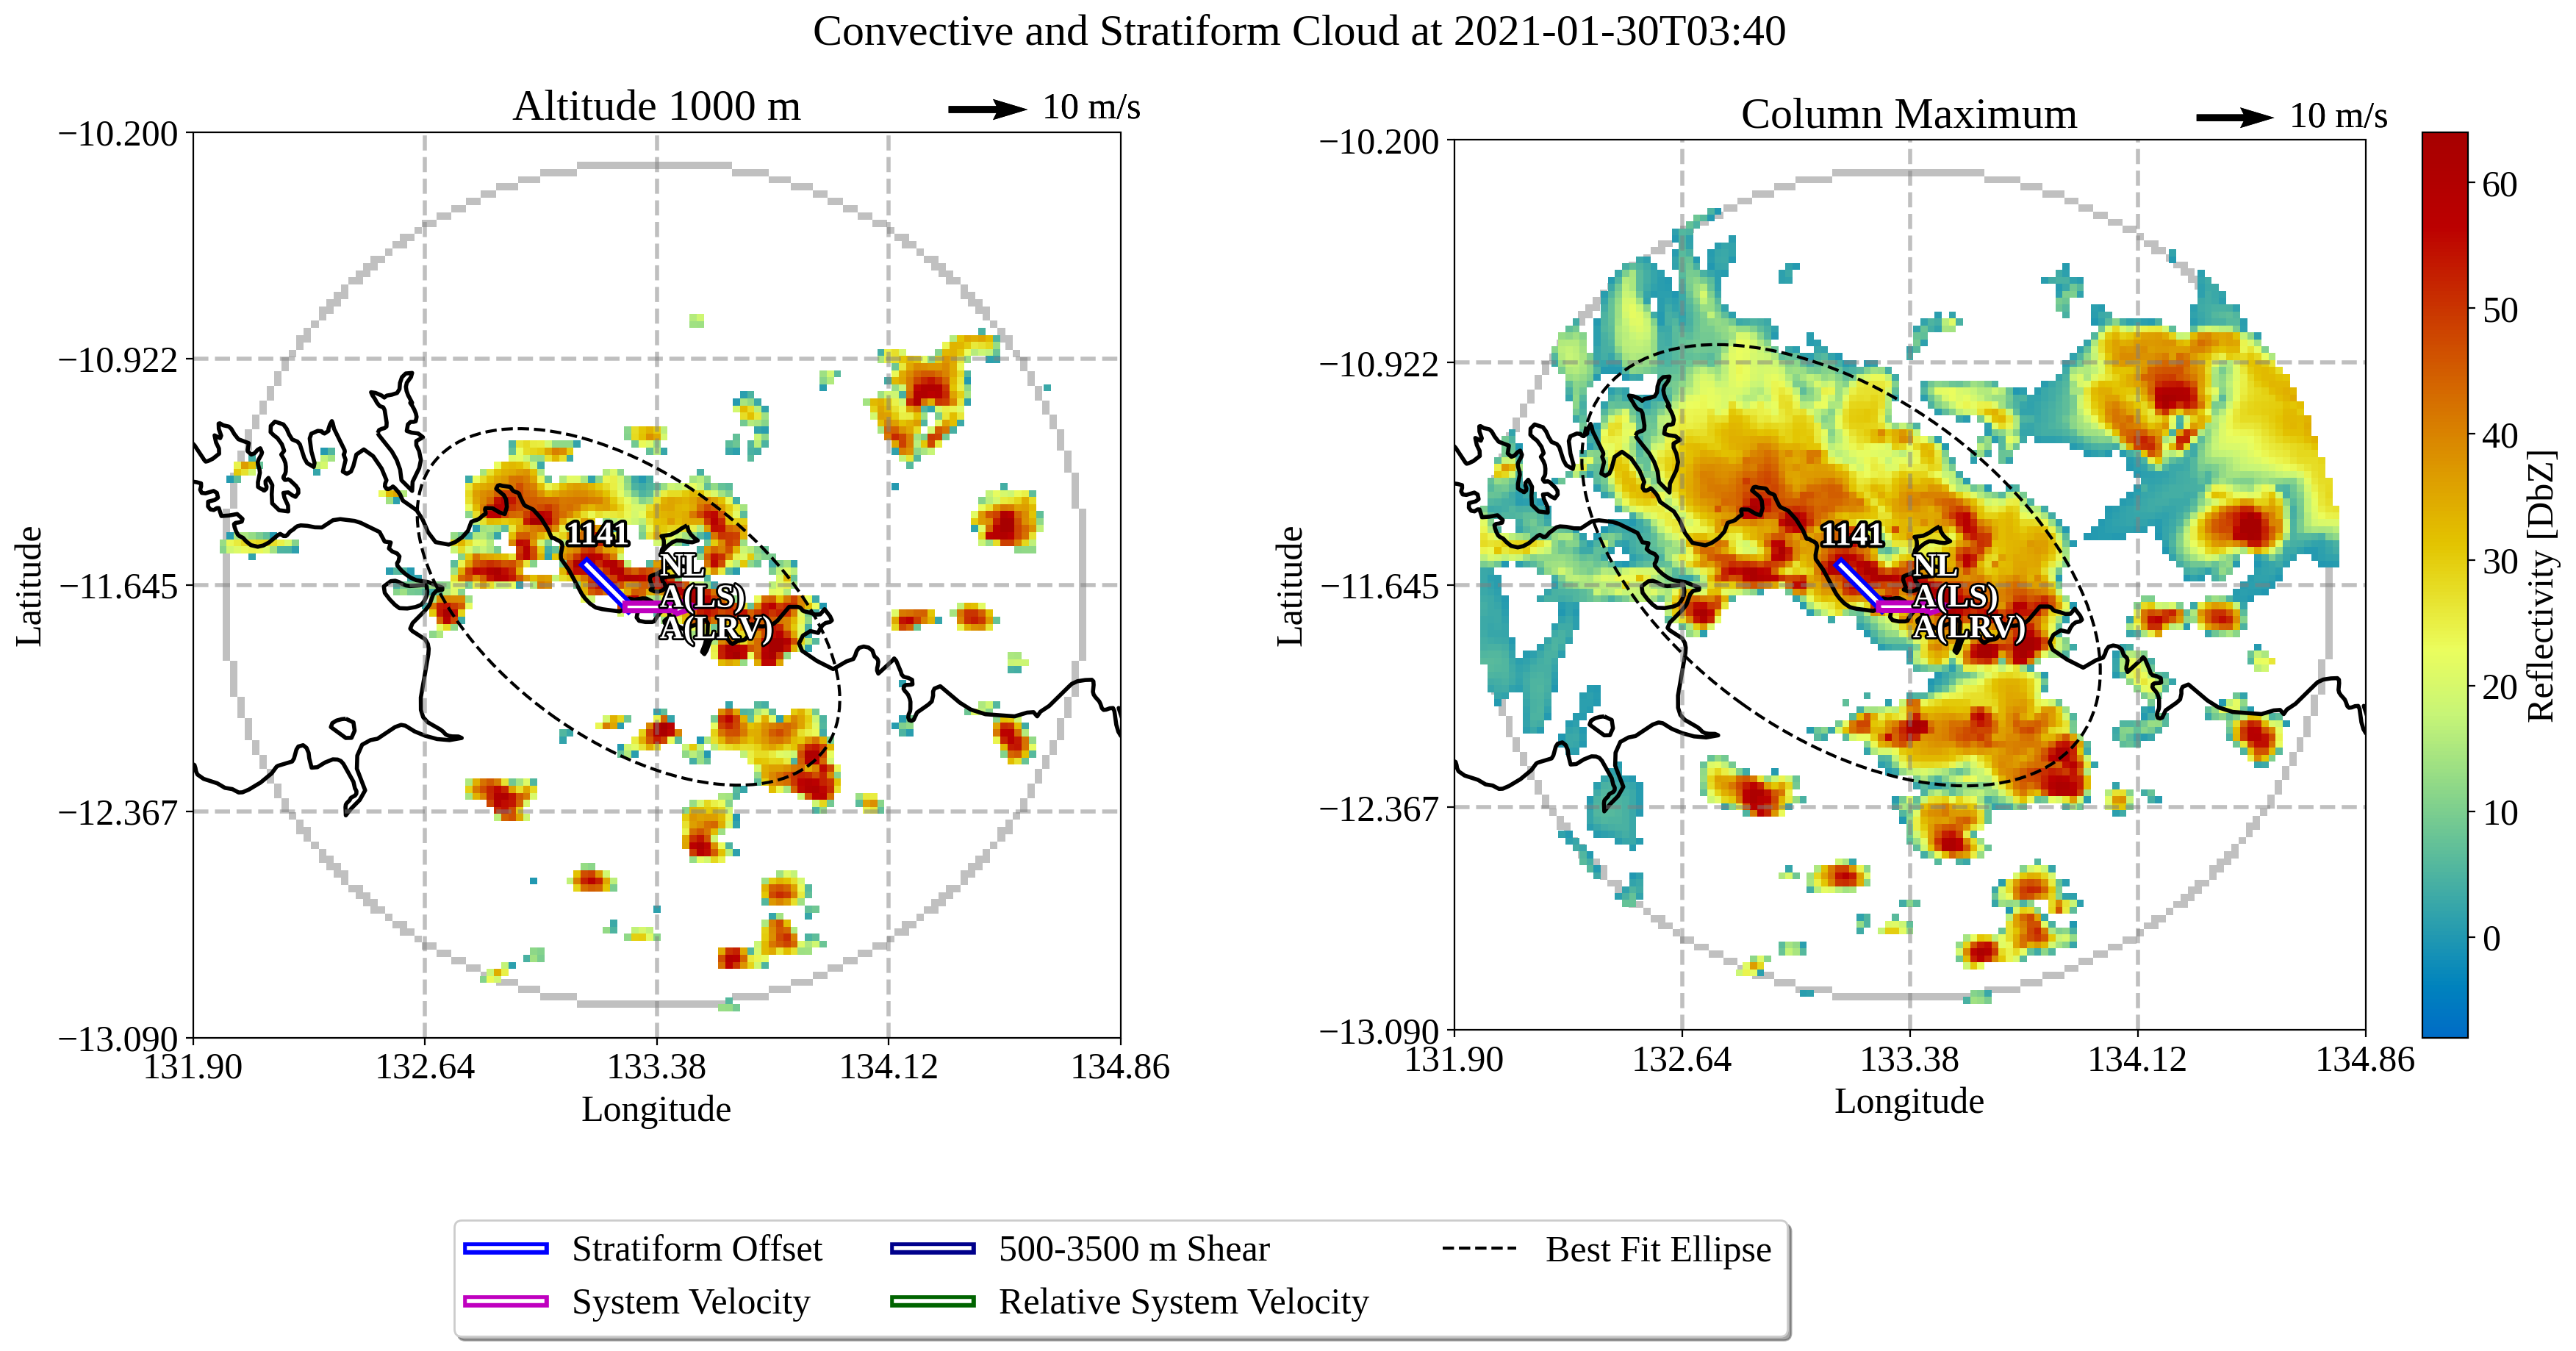 Convective and Stratiform Cloud at 2021-01-30T03:40
Altitude 1000 m
10 m/s
−10.200
−10.922
−11.645
−12.367
−13.090
Latitude
1141
NL
A(LS)
A(LRV)
131.90
132.64
133.38
134.12
134.86
Longitude
Column Maximum
10 m/s
−10.200
−10.922
−11.645
−12.367
−13.090
Latitude
1141
NL
A(LS)
A(LRV)
131.90
132.64
133.38
134.12
134.86
Longitude
60
50
40
30
20
10
0
Reflectivity [DbZ]
Stratiform Offset
System Velocity
500-3500 m Shear
Relative System Velocity
Best Fit Ellipse